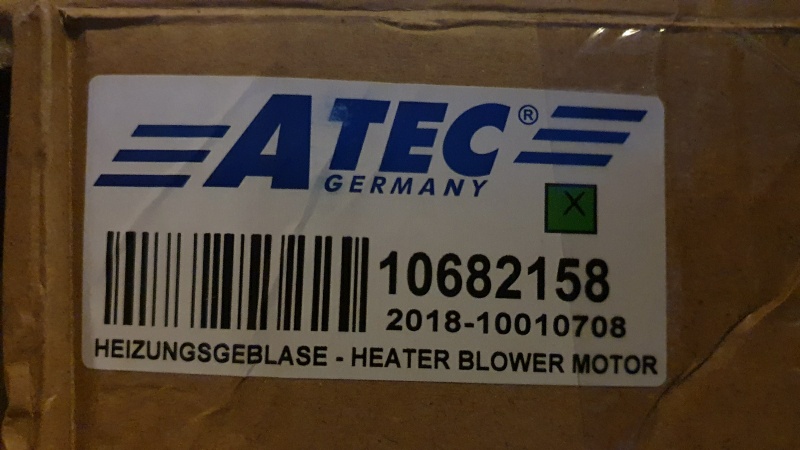 ATEC®
GERMANY
X
10682158
2018-10010708
HEIZUNGSGEBLASE - HEATER BLOWER MOTOR